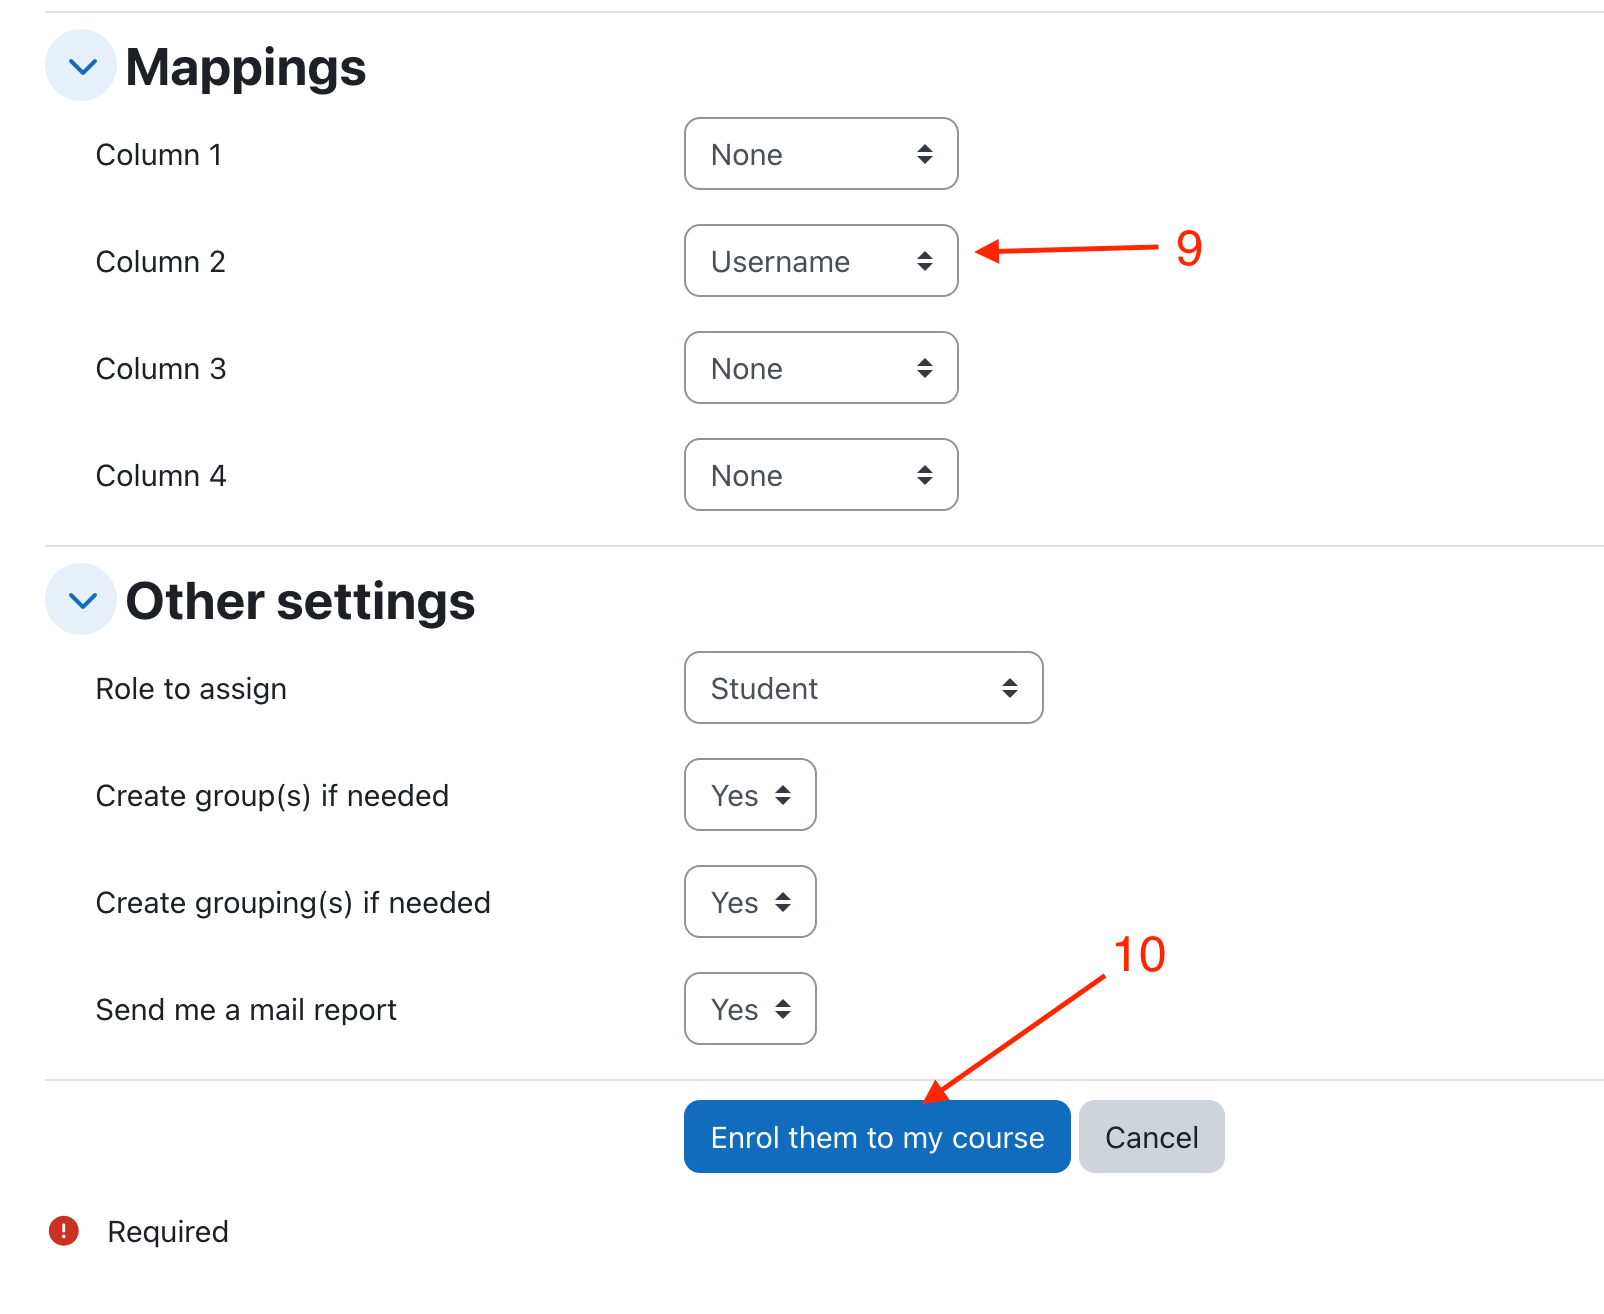 Mappings
Column 1 None
Column 2 Username 9
Column 3 None
Column 4 None
Other settings
Role to assign Student
Create group(s) if needed Yes
Create grouping(s) if needed Yes
10
Send me a mail report Yes
Enrol them to my course Cancel
! Required